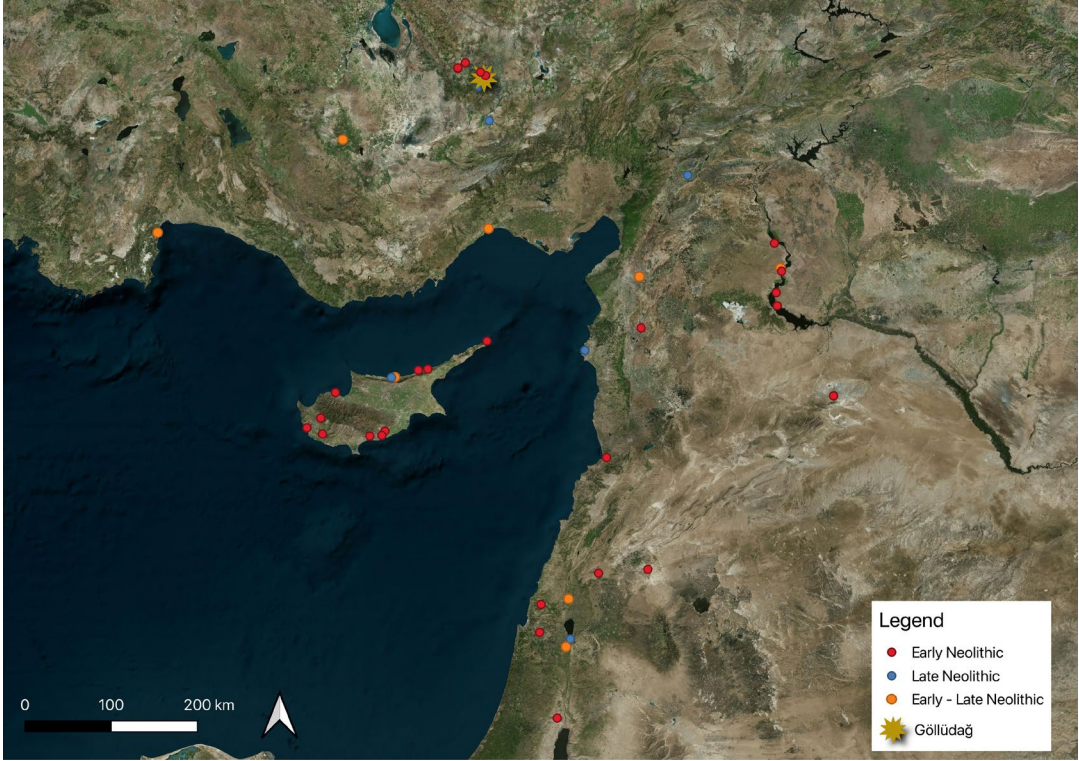 Legend
Early Neolithic
Late Neolithic
Early - Late Neolithic
Göllüdağ
0 100 200 km